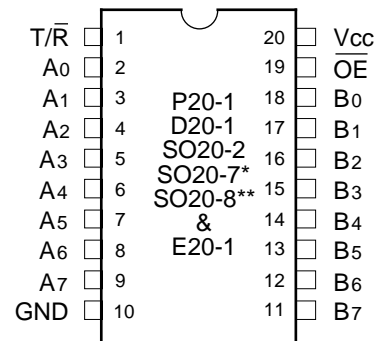 T/R̅ 1 20 Vcc
A0 2 19 O̅E̅
A1 3 18 B0
A2 4 17 B1
A3 5 16 B2
A4 6 15 B3
A5 7 14 B4
A6 8 13 B5
A7 9 12 B6
GND 10 11 B7
P20-1
D20-1
SO20-2
SO20-7*
SO20-8**
&
E20-1